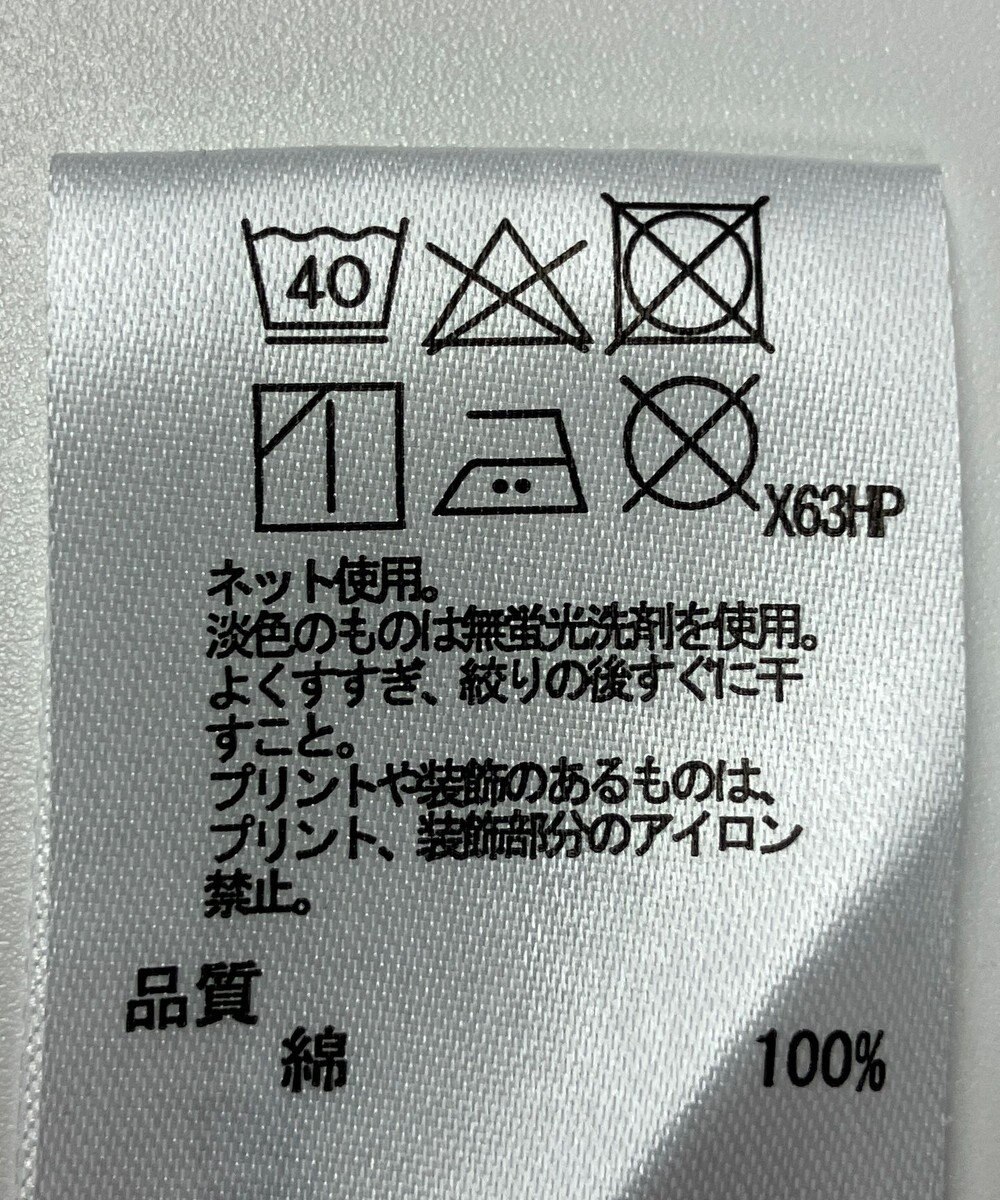 40
X63HP
ネット使用。
淡色のものは無蛍光洗剤を使用。
よくすすぎ、絞りの後すぐに干
すこと。
プリントや装飾のあるものは、
プリント、装飾部分のアイロン
禁止。
品質
綿 100%